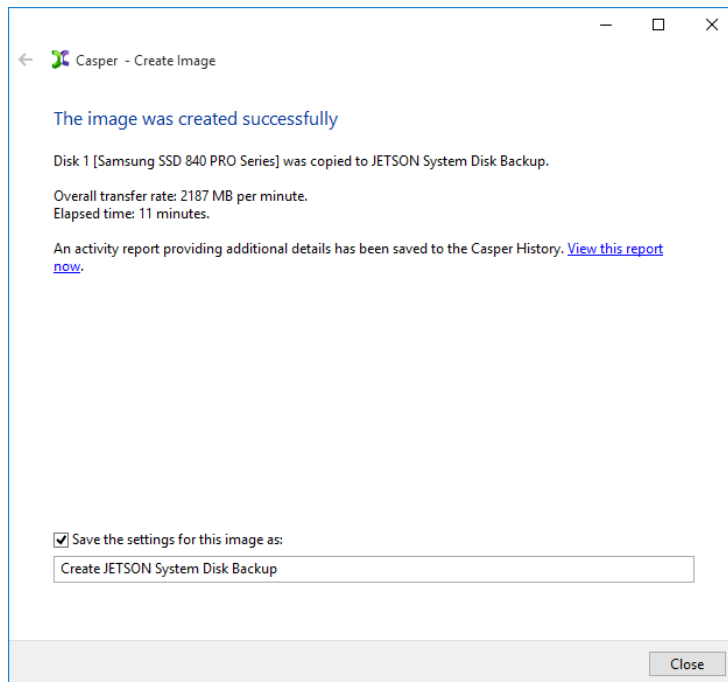 Casper - Create Image
The image was created successfully
Disk 1 [Samsung SSD 840 PRO Series] was copied to JETSON System Disk Backup.
Overall transfer rate: 2187 MB per minute.
Elapsed time: 11 minutes.
An activity report providing additional details has been saved to the Casper History. View this report
now.
Save the settings for this image as:
Create JETSON System Disk Backup
Close